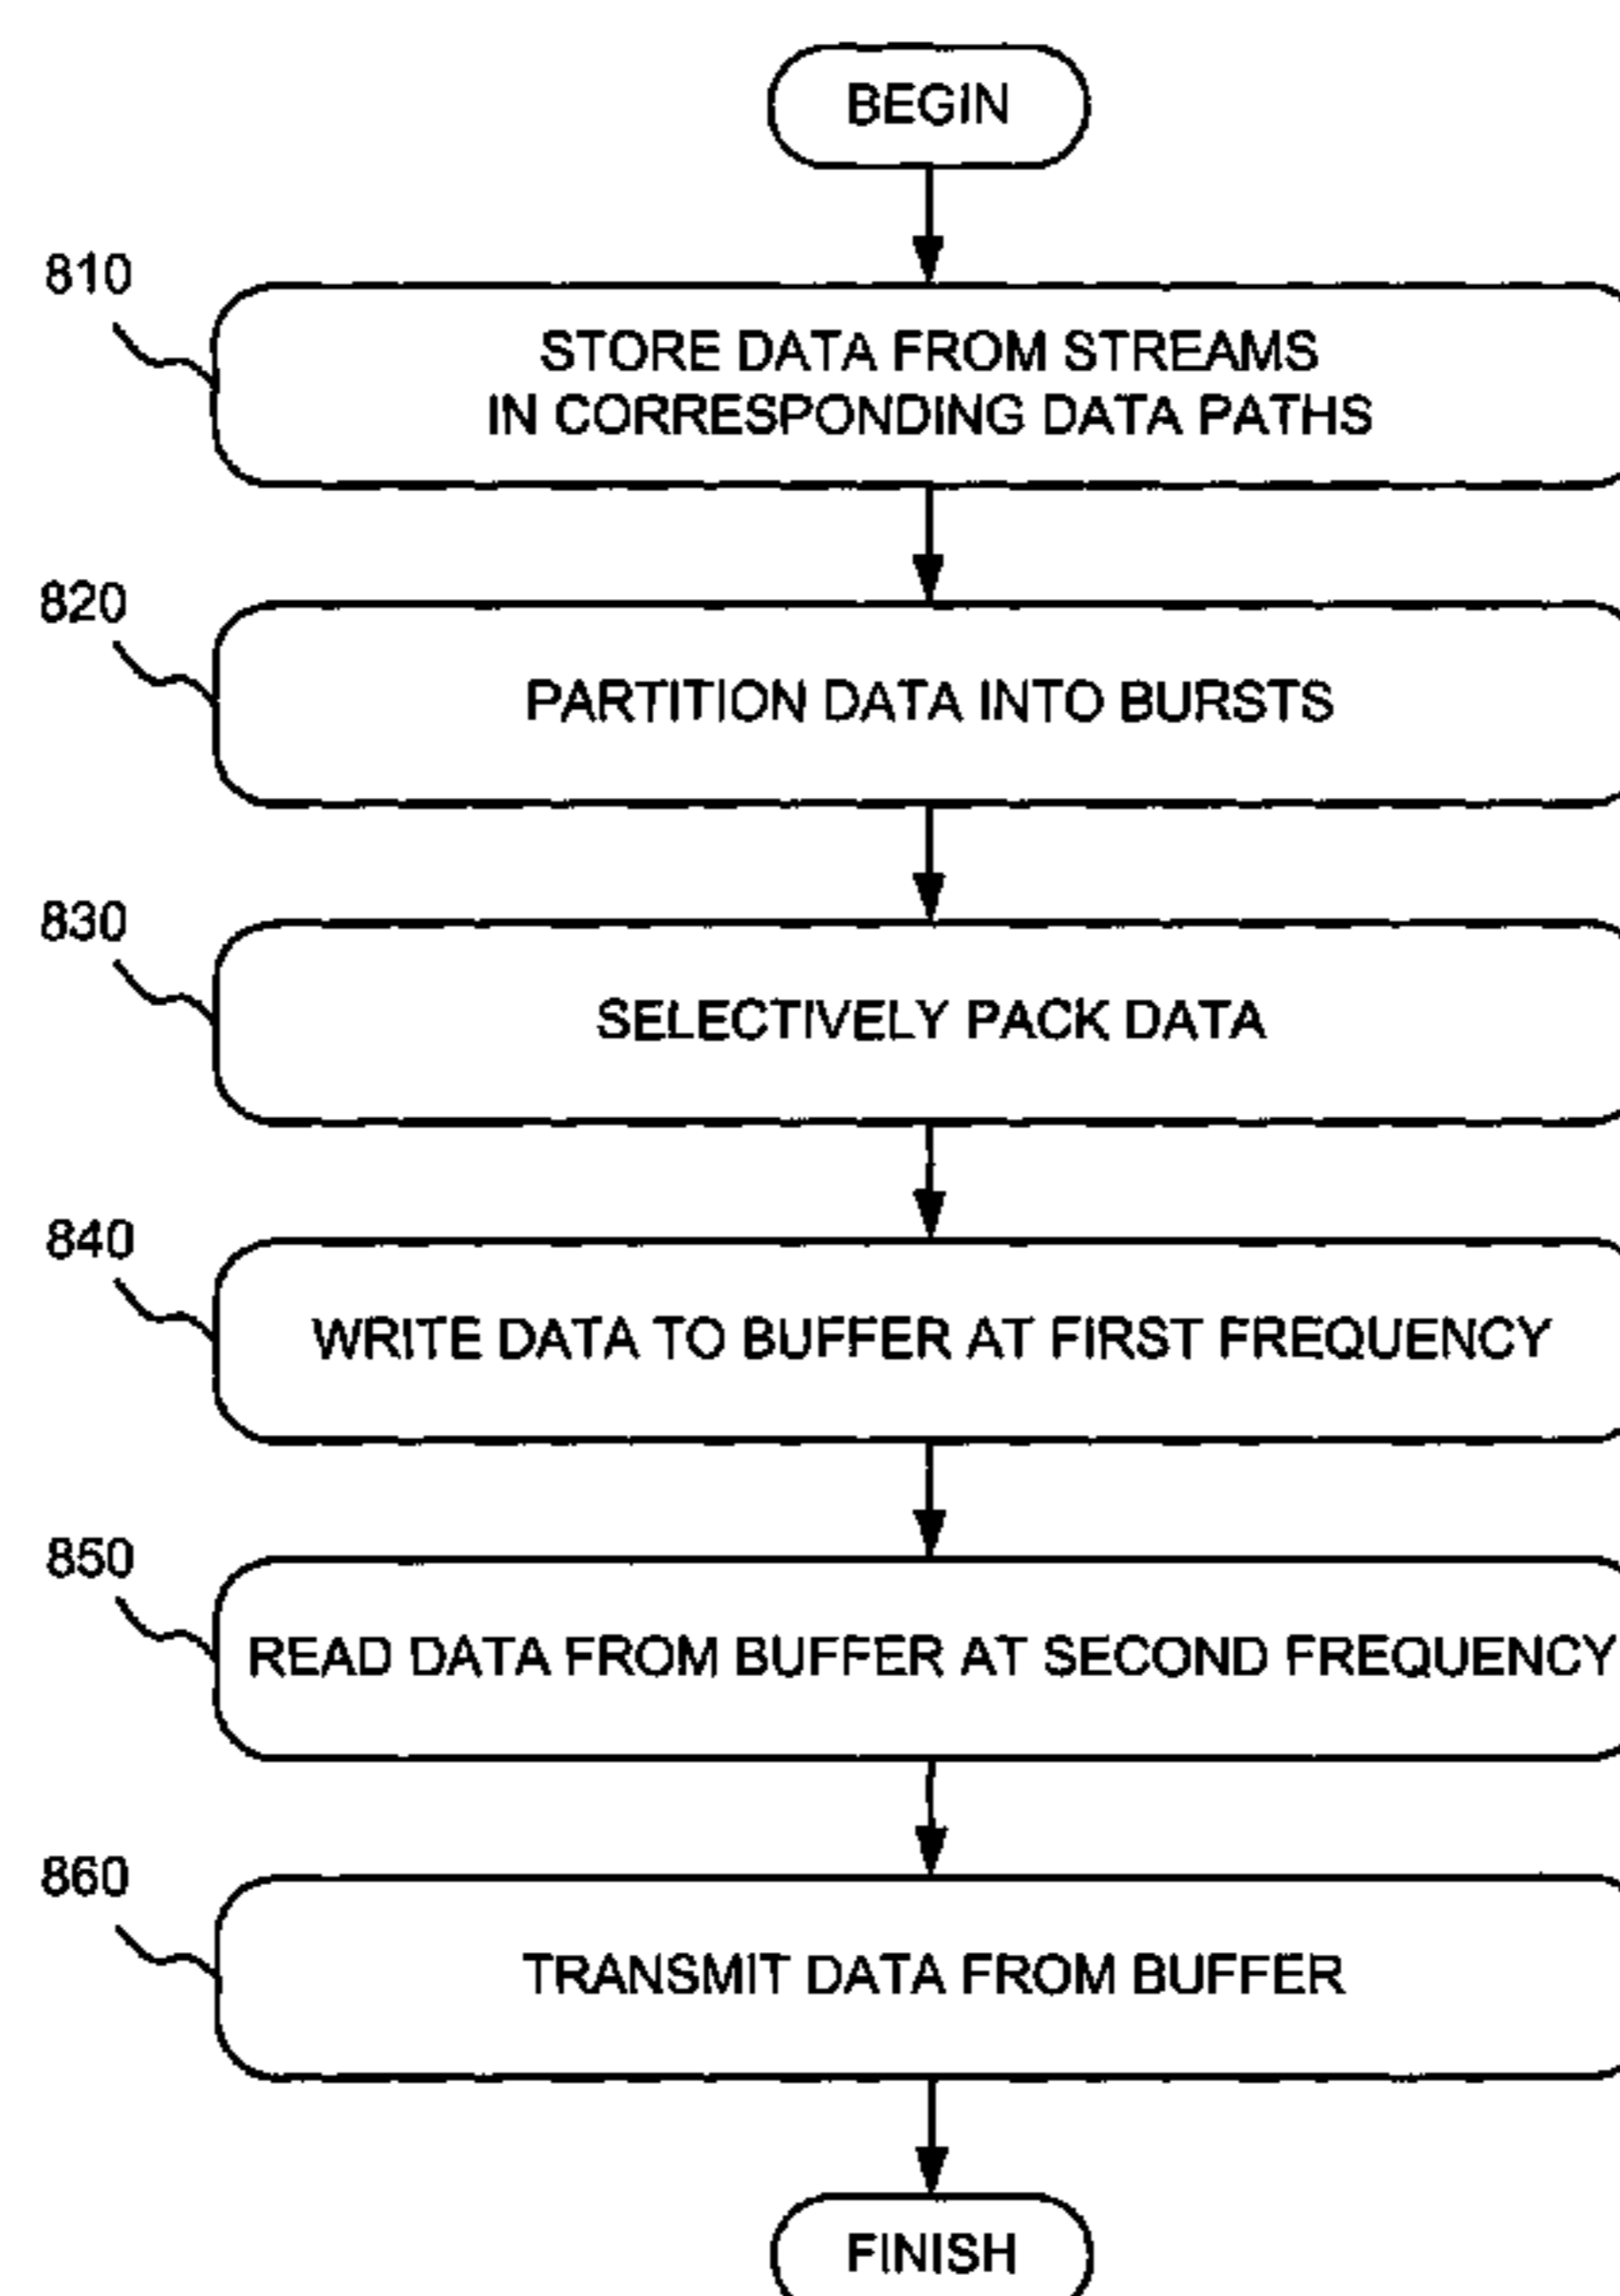 BEGIN
810
STORE DATA FROM STREAMS
IN CORRESPONDING DATA PATHS
820
PARTITION DATA INTO BURSTS
830
SELECTIVELY PACK DATA
840
WRITE DATA TO BUFFER AT FIRST FREQUENCY
850
READ DATA FROM BUFFER AT SECOND FREQUENCY
860
TRANSMIT DATA FROM BUFFER
FINISH